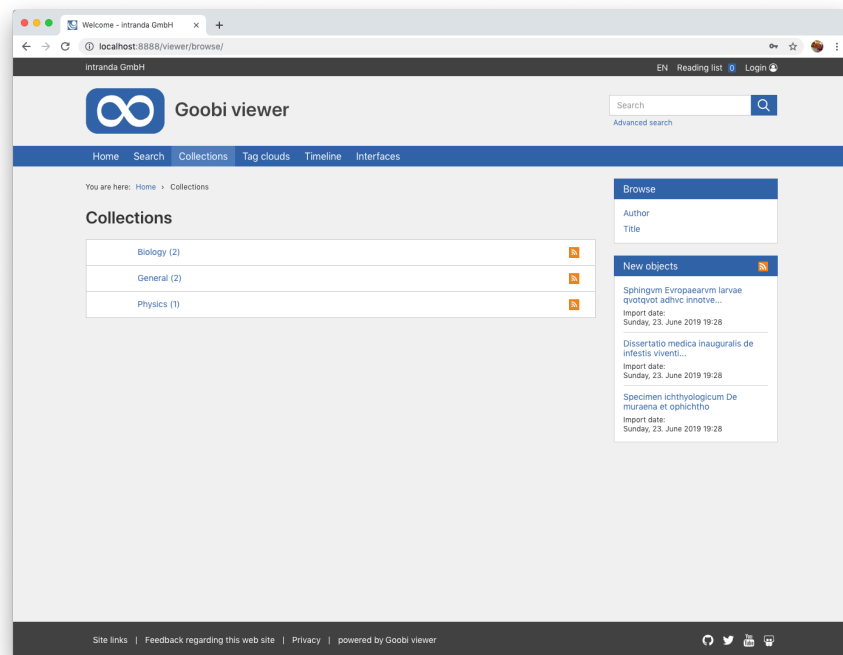 Welcome - intranda GmbH
localhost:8888/viewer/browse/
intranda GmbH
EN Reading list 0 Login
Goobi viewer
Search
Advanced search
Home Search Collections Tag clouds Timeline Interfaces
You are here: Home › Collections
Collections
Biology (2)
General (2)
Physics (1)
Browse
Author
Title
New objects
Sphingvm Evropaearvm larvae
qvotqvot adhvc innotve...
Import date:
Sunday, 23. June 2019 19:28
Dissertatio medica inauguralis de
infestis viventi...
Import date:
Sunday, 23. June 2019 19:28
Specimen ichthyologicum De
muraena et ophichtho
Import date:
Sunday, 23. June 2019 19:28
Site links | Feedback regarding this web site | Privacy | powered by Goobi viewer
You Tube